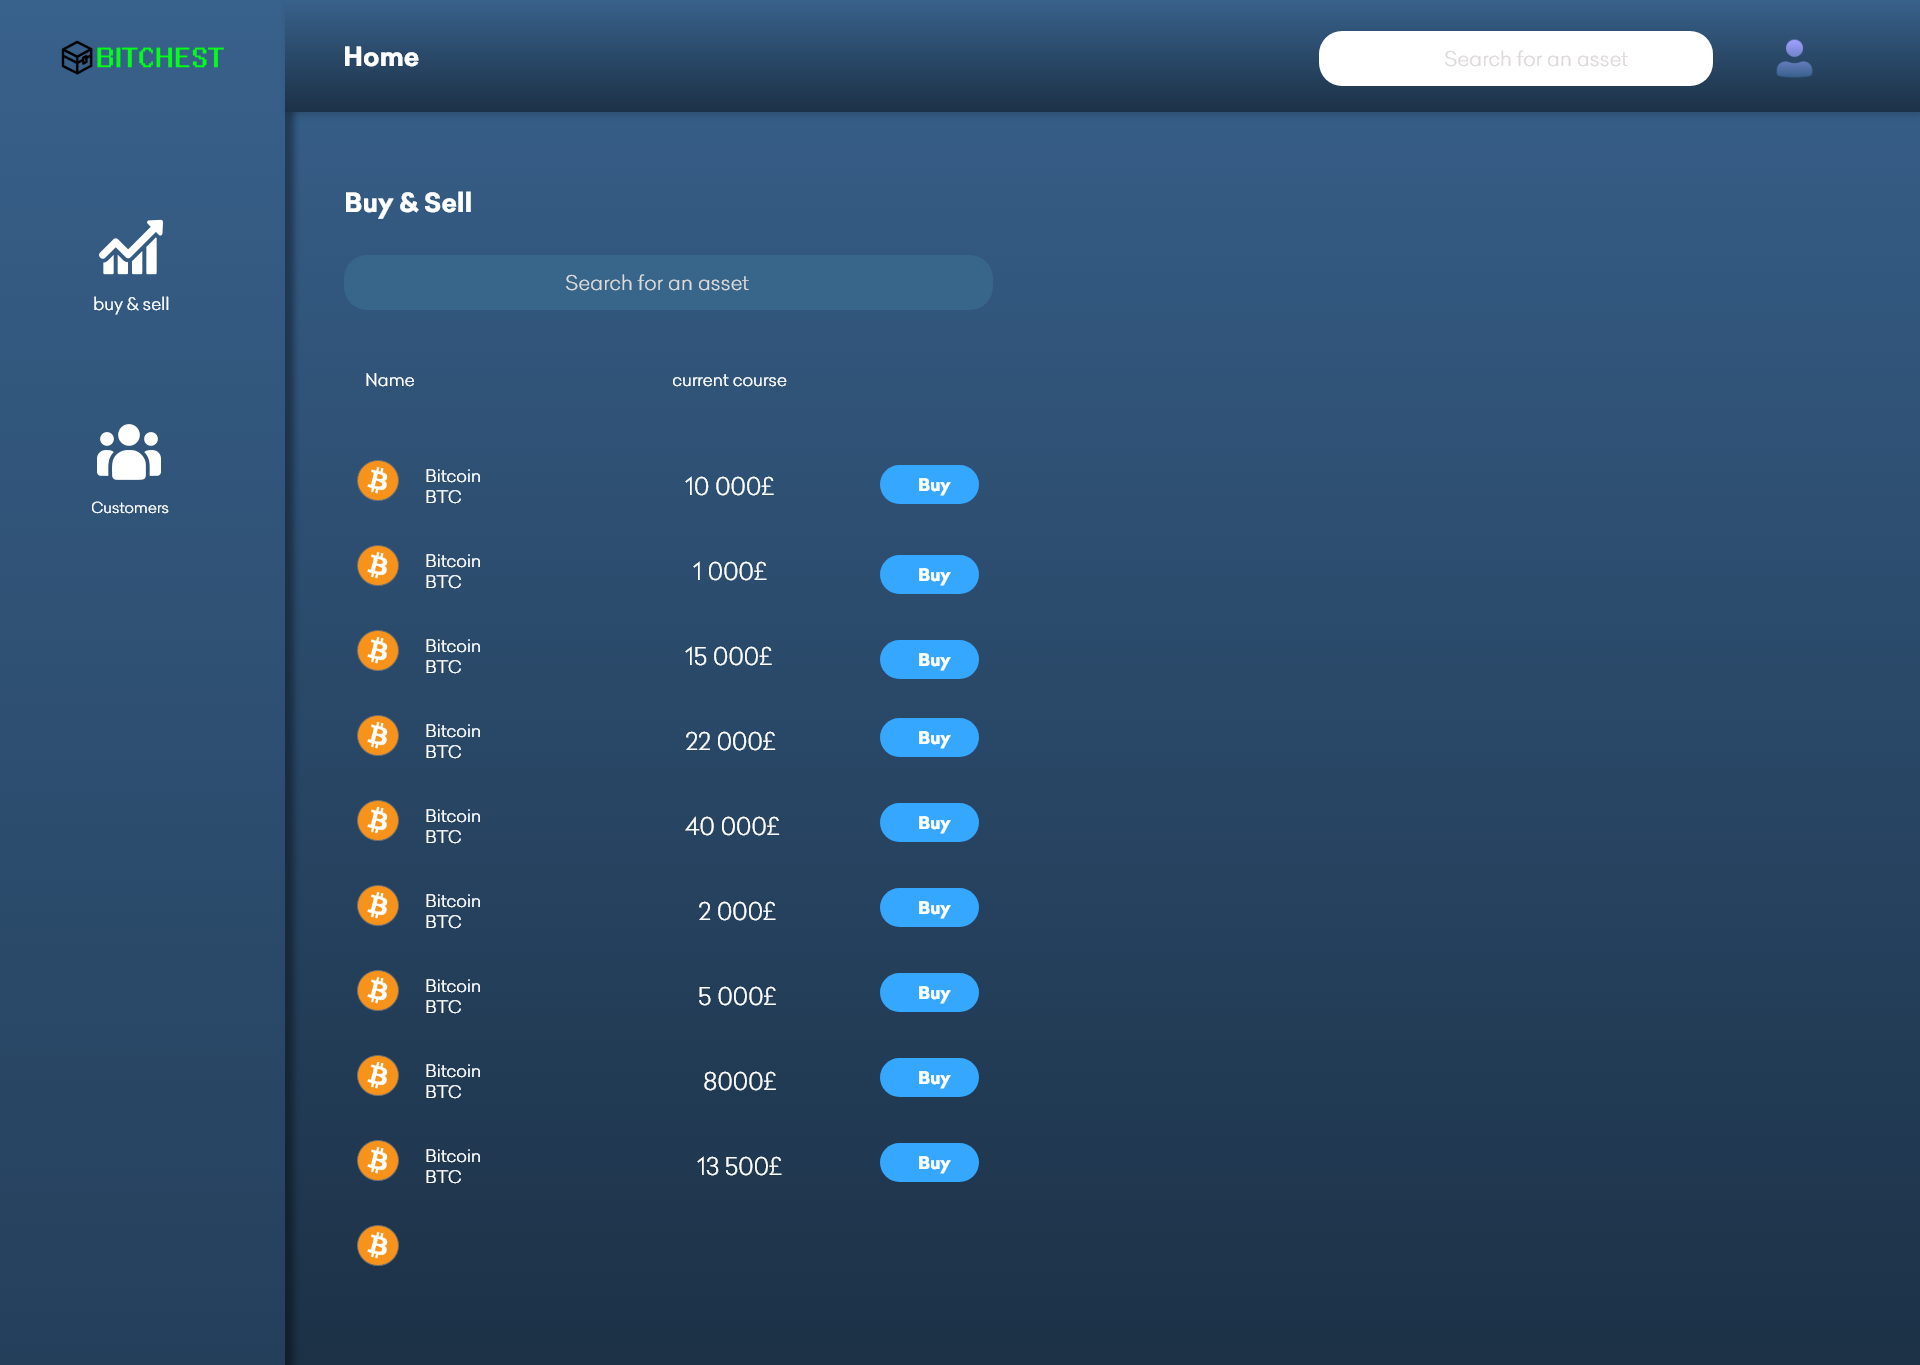 BITCHEST
Home
Search for an asset
buy & sell
Customers
Buy & Sell
Search for an asset
Name
current course
Bitcoin
BTC
10 000£
Buy
Bitcoin
BTC
1 000£
Buy
Bitcoin
BTC
15 000£
Buy
Bitcoin
BTC
22 000£
Buy
Bitcoin
BTC
40 000£
Buy
Bitcoin
BTC
2 000£
Buy
Bitcoin
BTC
5 000£
Buy
Bitcoin
BTC
8000£
Buy
Bitcoin
BTC
13 500£
Buy